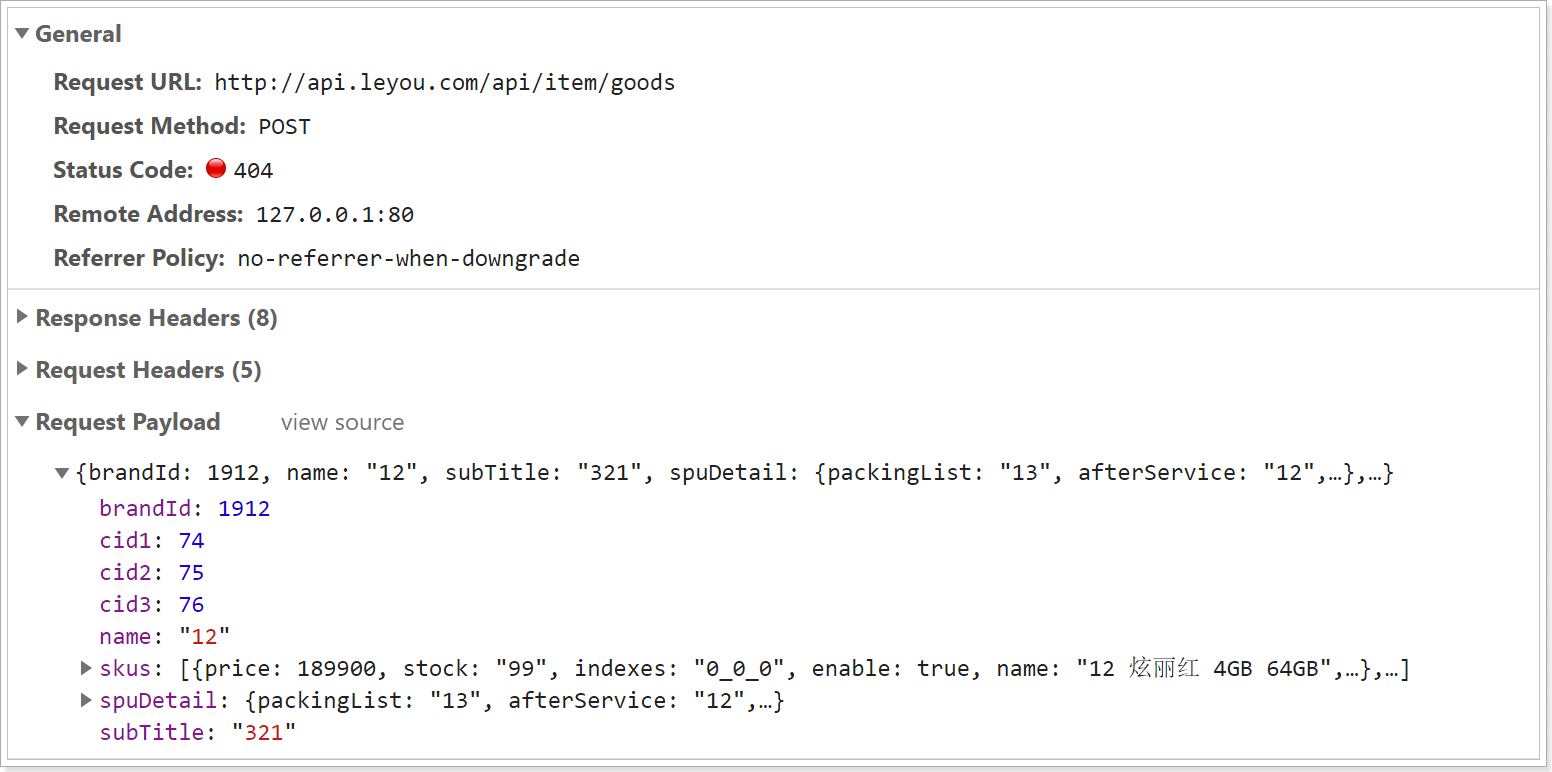 General
Request URL: http://api.leyou.com/api/item/goods
Request Method: POST
Status Code: 404
Remote Address: 127.0.0.1:80
Referrer Policy: no-referrer-when-downgrade
Response Headers (8)
Request Headers (5)
Request Payload view source
{brandId: 1912, name: "12", subTitle: "321", spuDetail: {packingList: "13", afterService: "12",…},…}
brandId: 1912
cid1: 74
cid2: 75
cid3: 76
name: "12"
skus: [{price: 189900, stock: "99", indexes: "0_0_0", enable: true, name: "12 炫丽红 4GB 64GB",…},…]
spuDetail: {packingList: "13", afterService: "12",…}
subTitle: "321"